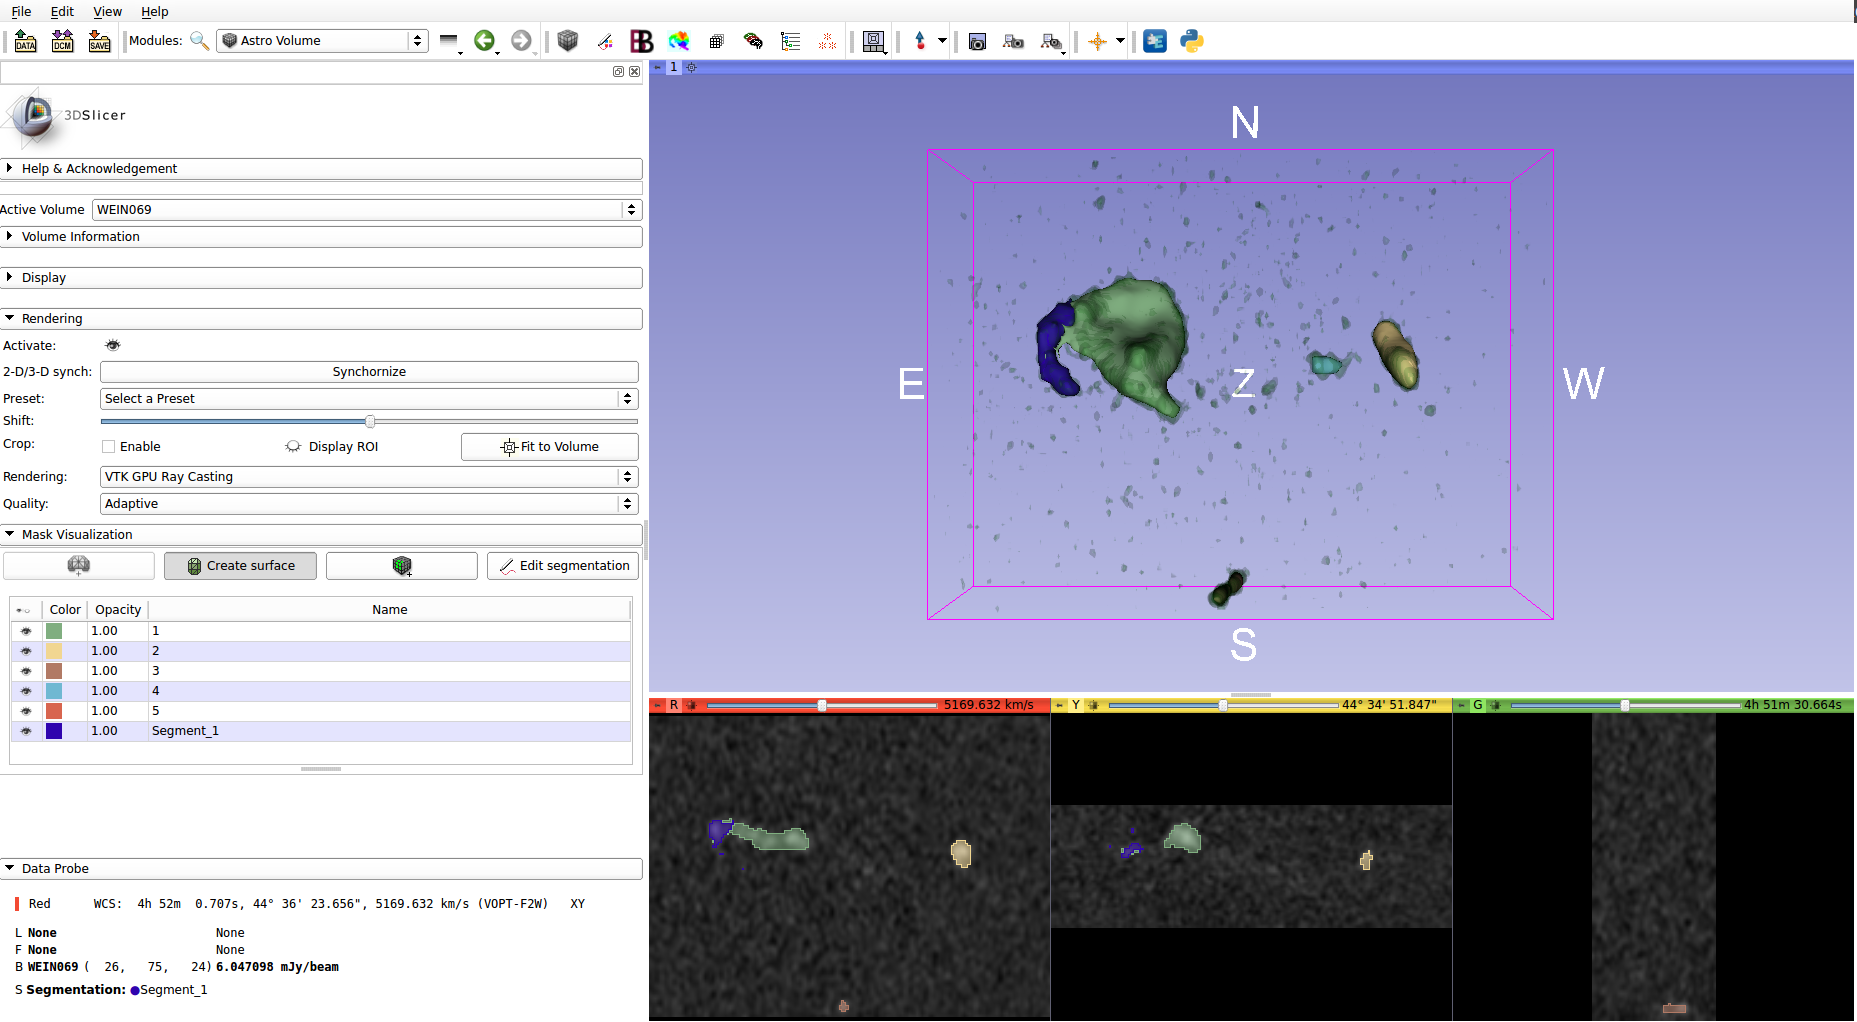 File Edit View Help
DATA DCM SAVE Modules: Astro Volume
1
3DSlicer
Help & Acknowledgement
Active Volume WEIN069
Volume Information
Display
Rendering
Activate:
2-D/3-D synch: Synchornize
Preset: Select a Preset
Shift:
Crop: Enable Display ROI Fit to Volume
Rendering: VTK GPU Ray Casting
Quality: Adaptive
Mask Visualization
Create surface Edit segmentation
Color Opacity Name
1.00 1
1.00 2
1.00 3
1.00 4
1.00 5
1.00 Segment_1
Data Probe
Red WCS: 4h 52m 0.707s, 44° 36' 23.656", 5169.632 km/s (VOPT-F2W) XY
L None None
F None None
B WEIN069 ( 26, 75, 24) 6.047098 mJy/beam
S Segmentation: Segment_1
N
E
Z
W
S
R 5169.632 km/s
Y 44° 34' 51.847"
G 4h 51m 30.664s